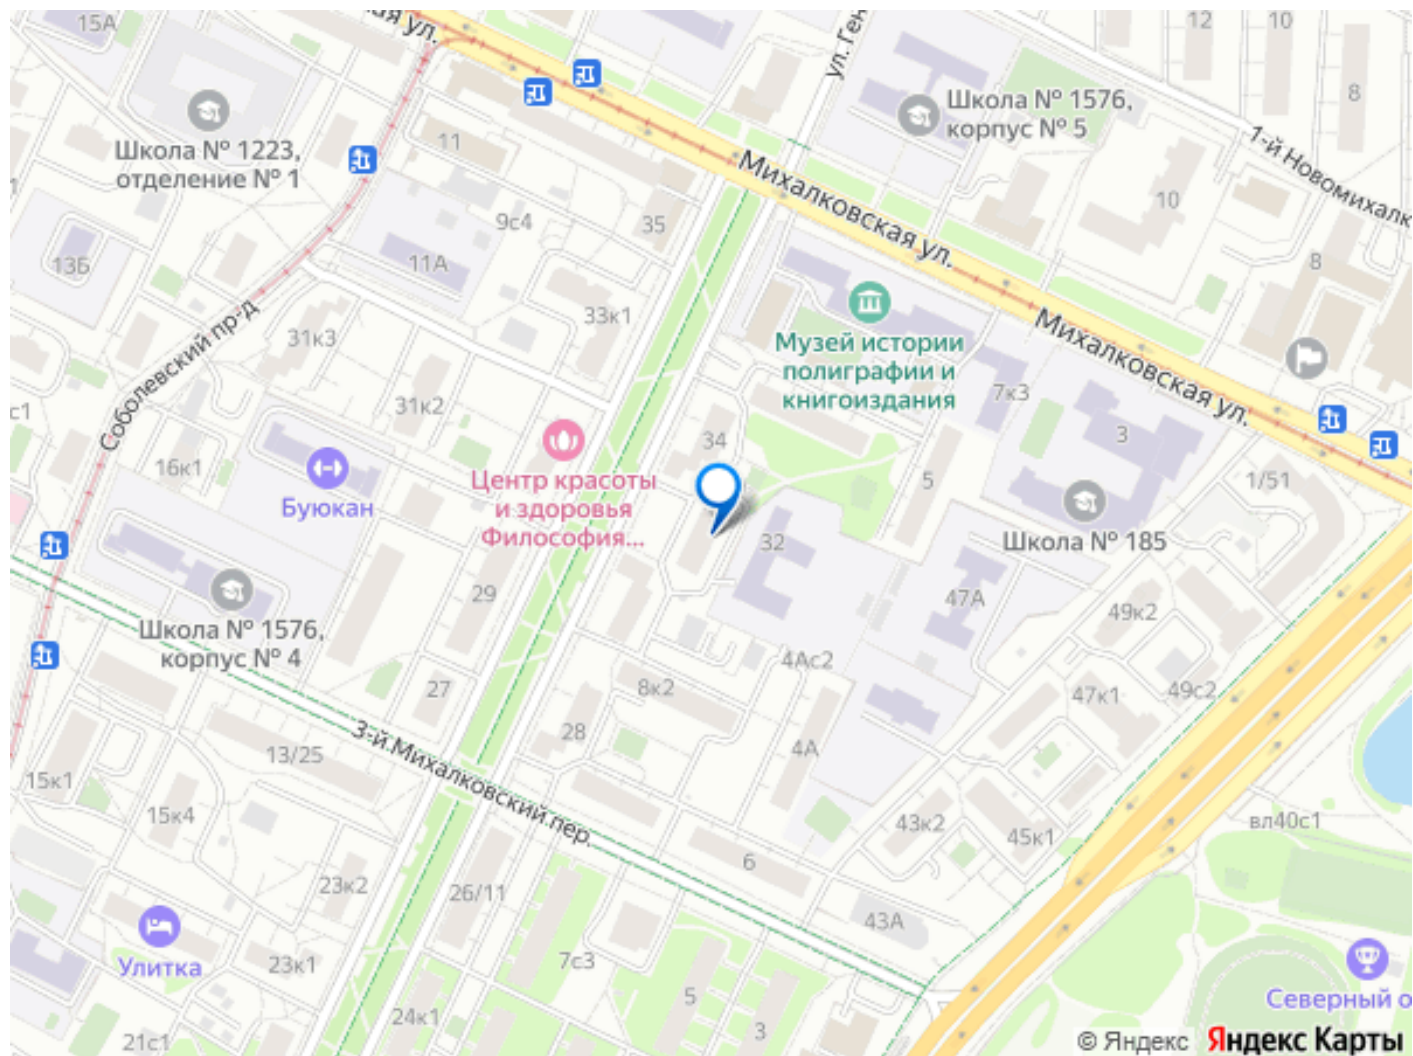 15А
ая ул.
ул. Ген
12
10
8
Школа № 1576,
корпус № 5
1-й Новомихалк
Школа № 1223,
отделение № 1
11
9с4
35
Михалковская ул.
10
8
13Б
11А
33к1
31к3
Соболевский пр-д
Музей истории
полиграфии и
книгоиздания
Михалковская ул.
7к3
3
с1
31к2
16к1
Буюкан
Центр красоты
и здоровья
Философия...
34
5
1/51
32
Школа № 185
29
47А
49к2
Школа № 1576,
корпус № 4
27
4Ас2
8к2
47к1
49с2
28
4А
13/25
3-й Михалковский пер.
15к1
15к4
43к2
45к1
вл40с1
6
23к2
26/11
43А
Улитка
23к1
7с3
5
Северный о
24к1
3
21с1
© Яндекс Яндекс Карты